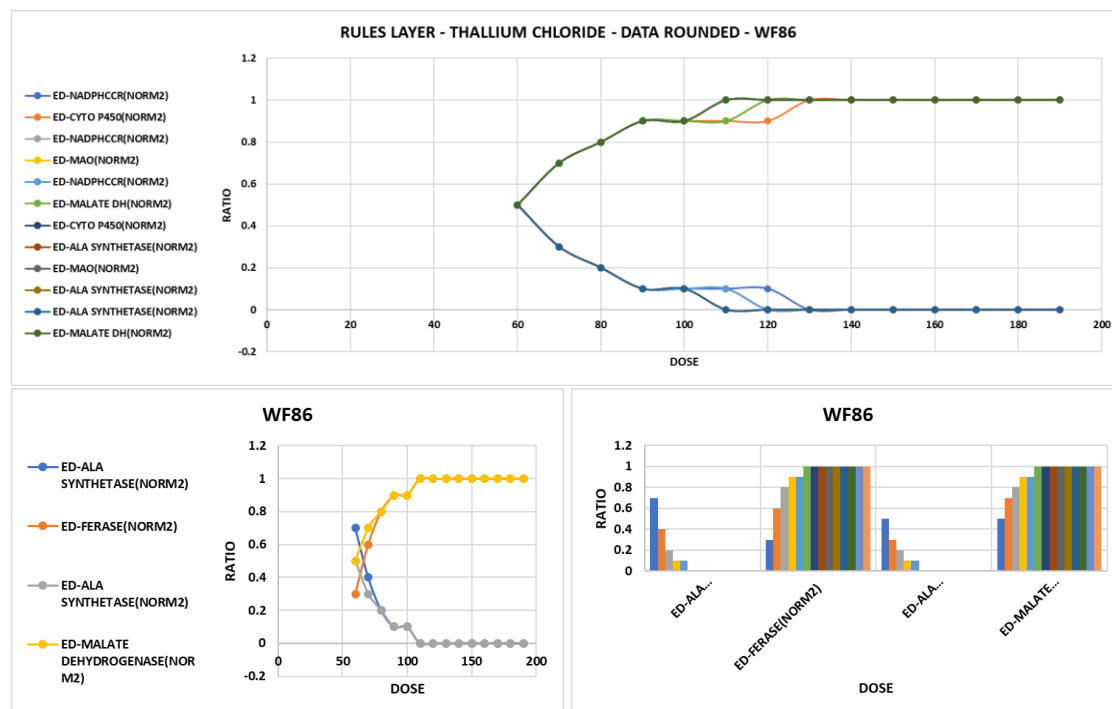 RULES LAYER - THALLIUM CHLORIDE - DATA ROUNDED - WF86
ED-NADPHCCR(NORM2)
ED-CYTO P450(NORM2)
ED-NADPHCCR(NORM2)
ED-MAO(NORM2)
ED-NADPHCCR(NORM2)
ED-MALATE DH(NORM2)
ED-CYTO P450(NORM2)
ED-ALA SYNTHETASE(NORM2)
ED-MAO(NORM2)
ED-ALA SYNTHETASE(NORM2)
ED-ALA SYNTHETASE(NORM2)
ED-MALATE DH(NORM2)
RATIO
1.2
1
0.8
0.6
0.4
0.2
0
-0.2
0 20 40 60 80 100 120 140 160 180 200
DOSE
WF86
ED-ALA
SYNTHETASE(NORM2)
ED-FERASE(NORM2)
ED-ALA
SYNTHETASE(NORM2)
ED-MALATE
DEHYDROGENASE(NOR
M2)
RATIO
1.2
1
0.8
0.6
0.4
0.2
0
-0.2
0 50 100 150 200
DOSE
WF86
RATIO
1.2
1
0.8
0.6
0.4
0.2
0
ED-ALA...
ED-FERASE(NORM2)
ED-ALA...
ED-MALATE...
DOSE